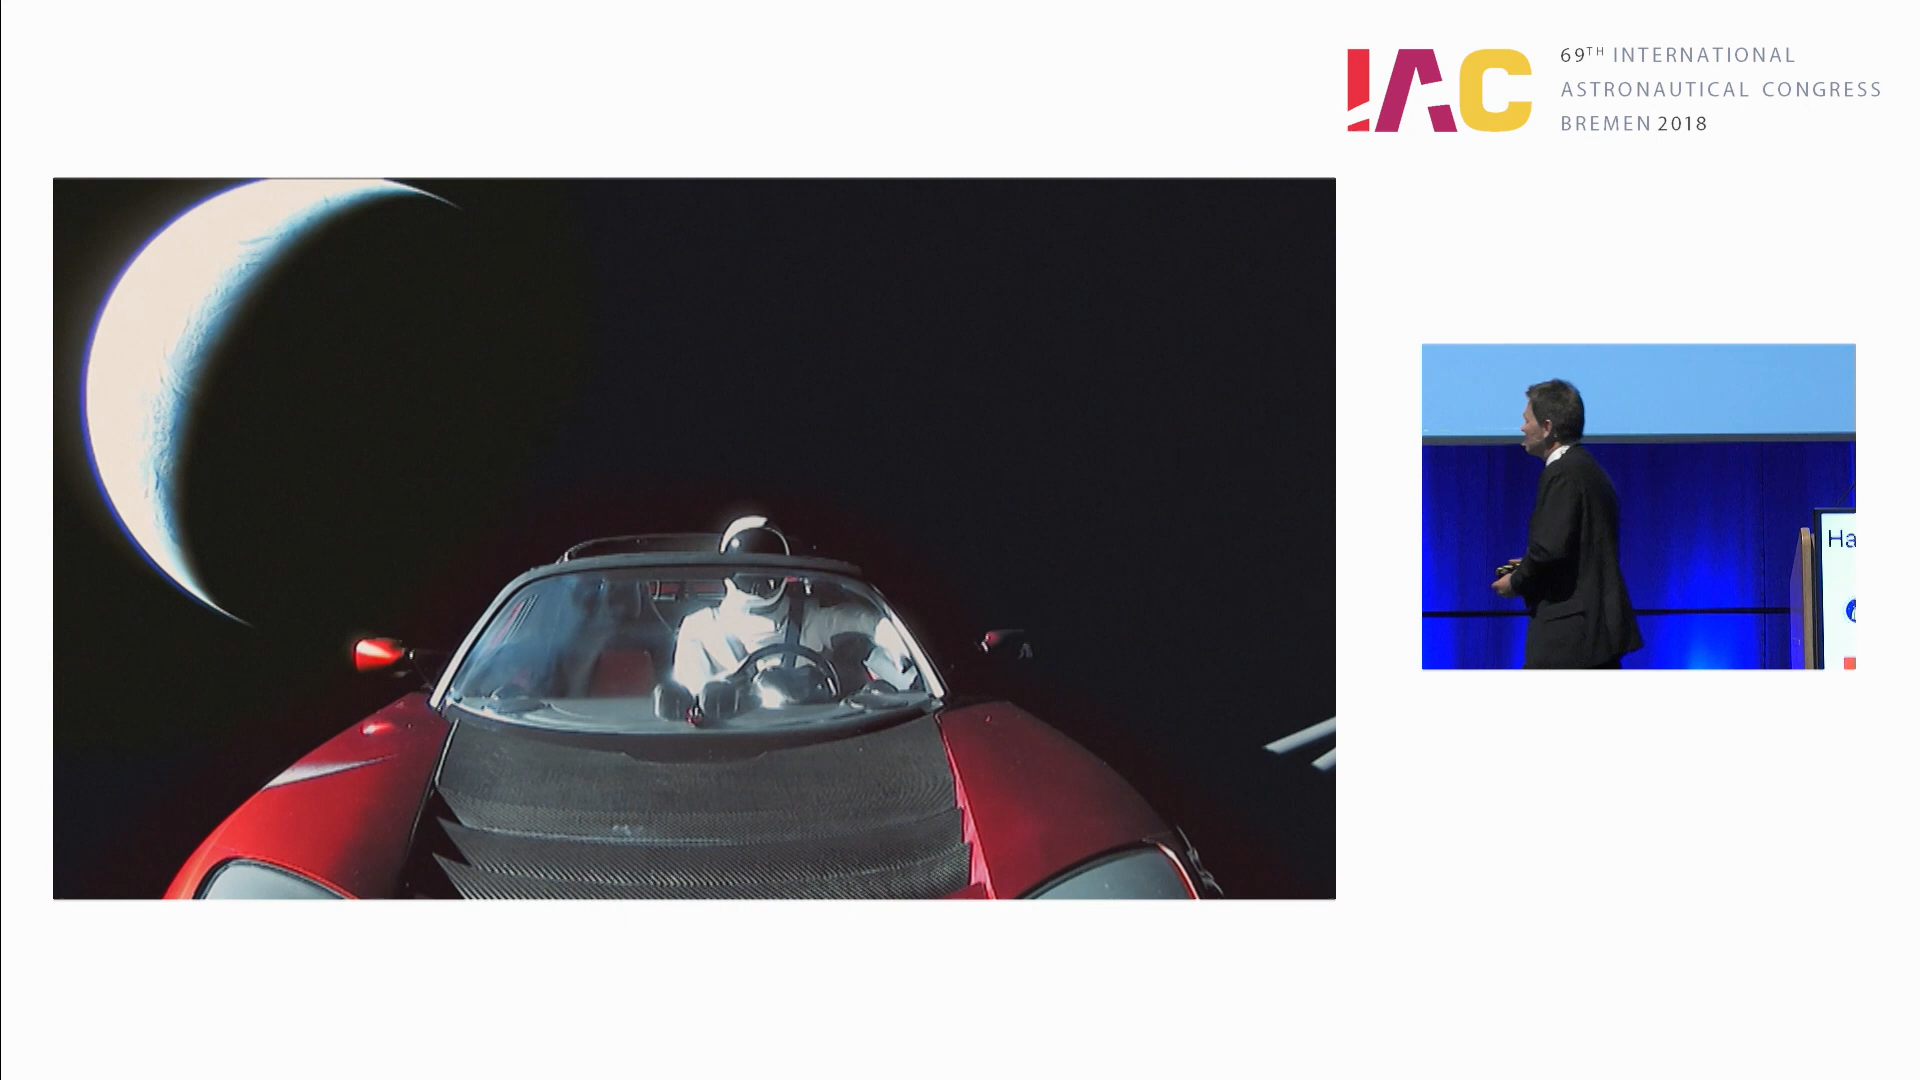 IAC
69TH INTERNATIONAL
ASTRONAUTICAL CONGRESS
BREMEN 2018
Ha